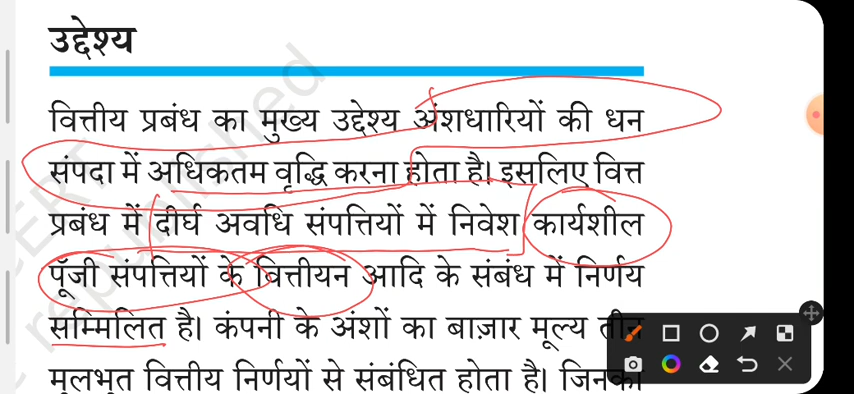 उद्देश्य
वित्तीय प्रबंध का मुख्य उद्देश्य अंशधारियों की धन
संपदा में अधिकतम वृद्धि करना होता है। इसलिए वित्त
प्रबंध में दीर्घ अवधि संपत्तियों में निवेश कार्यशील
पूँजी संपत्तियों के वित्तीयन आदि के संबंध में निर्णय
सम्मिलित है। कंपनी के अंशों का बाज़ार मूल्य तीन
मूलभूत वित्तीय निर्णयों से संबंधित होता है। जिनका